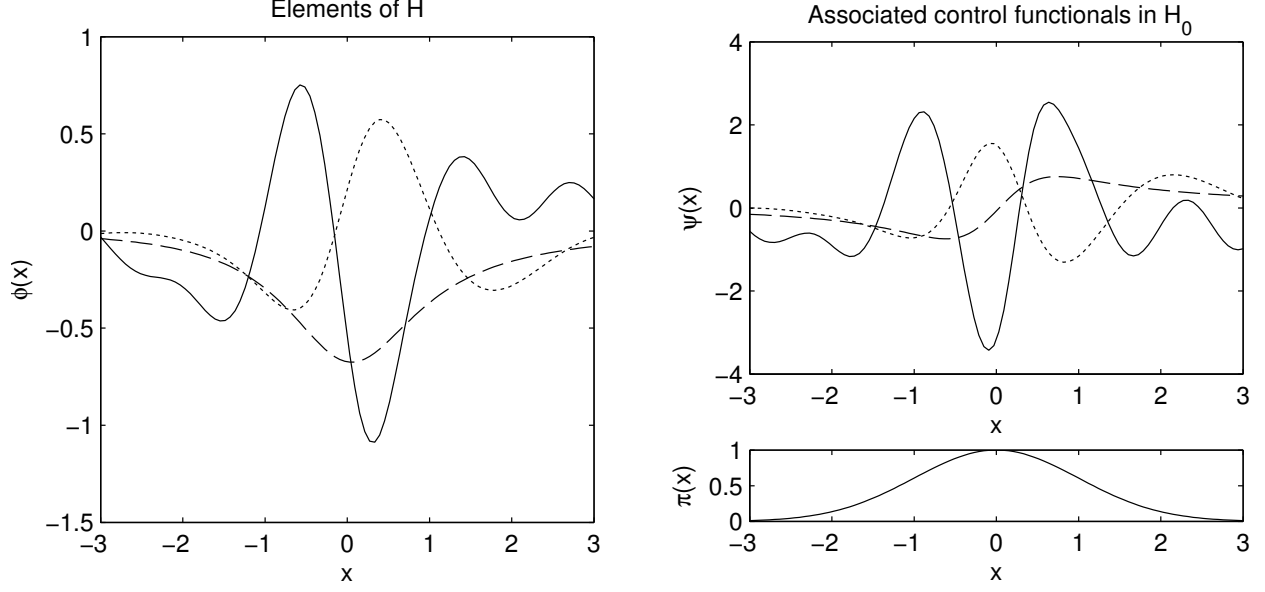 Elements of H
1
0.5
0
−0.5
−1
−1.5
−3 −2 −1 0 1 2 3
x
ϕ(x)
Associated control functionals in H₀
4
2
0
−2
−4
−3 −2 −1 0 1 2 3
x
ψ(x)
1
0.5
0
−3 −2 −1 0 1 2 3
x
π(x)